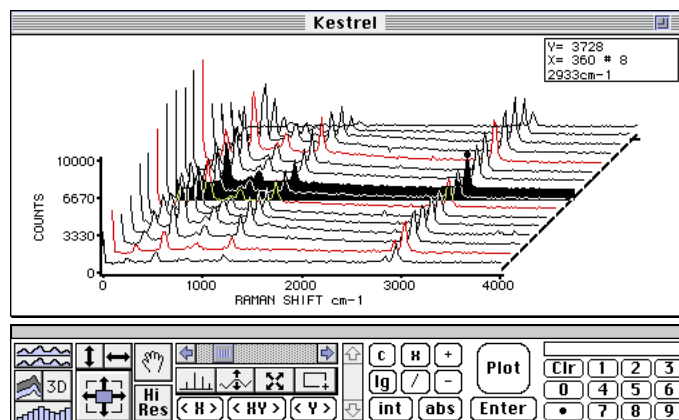 Kestrel
Y= 3728
X= 360 # 8
2933cm-1
10000
6670
3330
0
COUNTS
0 1000 2000 3000 4000
RAMAN SHIFT cm-1
3D
Hi
Res
< X > < XY > < Y >
c x +
lg / -
int abs
Plot
Enter
Clr 1 2 3
0 4 5 6
• 7 8 9